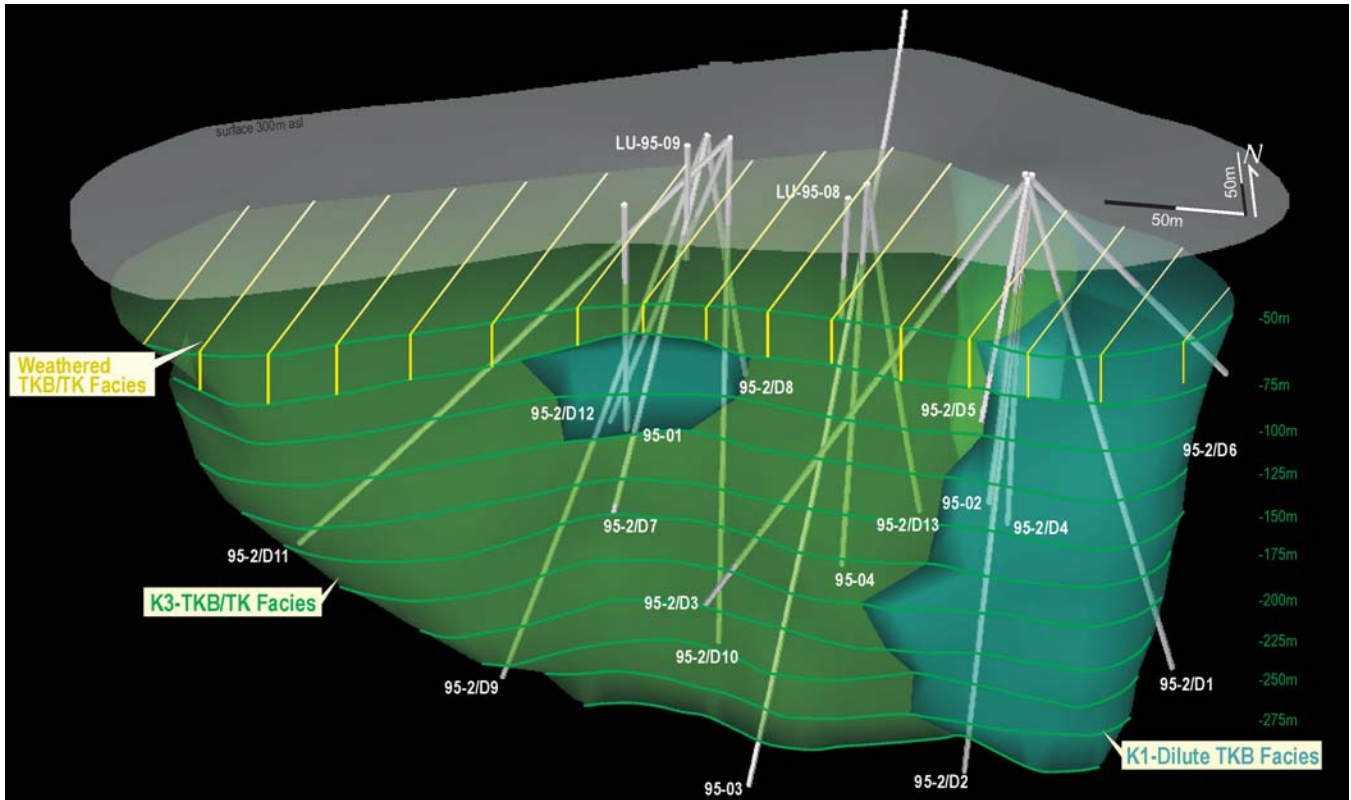 surface 300m asl
LU-95-09
LU-95-08
N
50m
50m
-50m
Weathered
TKB/TK Facies
95-2/D8
-75m
95-2/D12
95-2/D5
95-01
-100m
95-2/D6
-125m
95-02
95-2/D7
95-2/D13
95-2/D4
-150m
95-2/D11
-175m
95-04
K3-TKB/TK Facies
95-2/D3
-200m
-225m
95-2/D10
95-2/D9
95-2/D1
-250m
-275m
K1-Dilute TKB Facies
95-03
95-2/D2